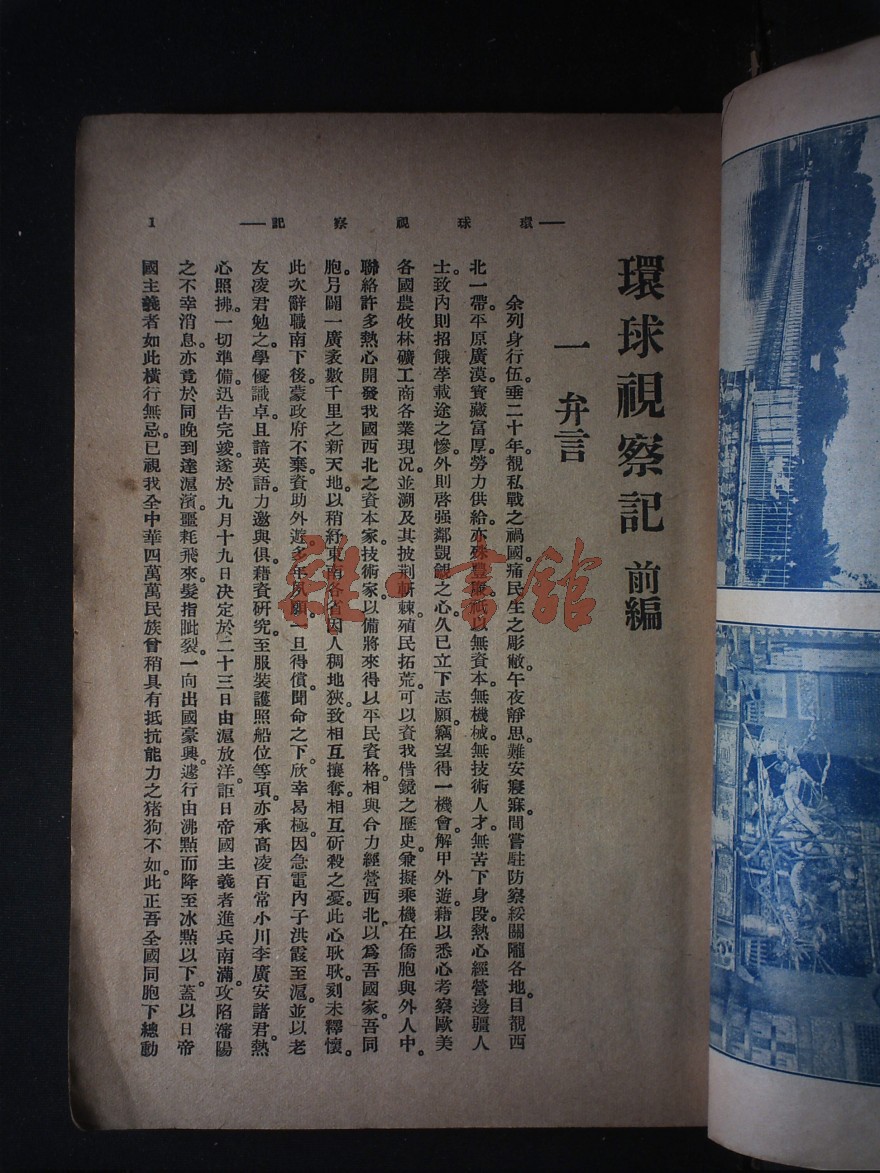 環球視察記 前編
一 弁言
余列身行伍。垂二十年。覩私戰之禍國。痛民生之彫敝。午夜靜思。難安寢寐。間嘗駐防察綏關隴各地。目覩西
北一帶。平原廣漠。寶藏富厚。勞力供給。亦殊豐廉。祇以無資本。無機械。無技術人才。無苦下身段。熱心經營邊疆人
士。致內則招餓莩載途之慘。外則啓强鄰覬覦之心。久已立下志願。竊望得一機會。解甲外遊。藉以悉心考察歐美
各國農牧林礦工商各業現況。並溯及其披荆斬棘。殖民拓荒。可以資我借鏡之歷史。兼擬乘機在僑胞與外人中。
聯絡許多熱心開發我國西北之資本家。技術家。以備將來得以平民資格。相與合力經營西北。以爲吾國家。吾同
胞。另闢一廣袤數千里之新天地。以稍紓東南各省因人稠地狹。致相互攘奪。相互斫殺之憂。此心耿耿。刻未釋懷。
此次辭職南下後。蒙政府不棄。資助外遊。多年夙願。一旦得償。聞命之下。欣幸曷極。因急電內子洪霞至滬。並以老
友凌君勉之。學優識卓。且諳英語。力邀與俱。藉資研究。至服裝護照船位等項。亦承高凌百常小川李廣安諸君。熱
心照拂。一切準備。迅告完竣。遂於九月十九日決定於二十三日由滬放洋。詎日帝國主義者進兵南滿。攻陷瀋陽
之不幸消息。亦竟於同晚到達滬濱。噩耗飛來。髮指眦裂。一向出國豪興。遽行由沸點而降至冰點以下。蓋以日帝
國主義者如此橫行無忌。已視我全中華四萬萬民族曾稍具有抵抗能力之猪狗不如。此正吾全國同胞下總動
—環球視察記—
1
雅·書館